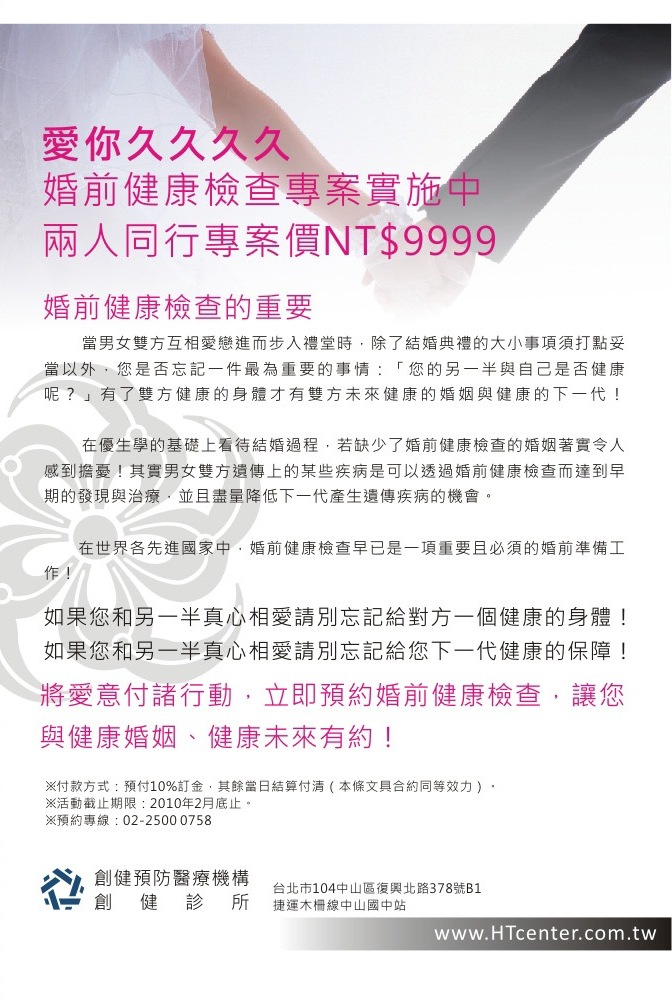 愛你久久久久
婚前健康檢查專案實施中
兩人同行專案價NT$9999
婚前健康檢查的重要
當男女雙方互相愛戀進而步入禮堂時，除了結婚典禮的大小事項須打點妥
當以外，您是否忘記一件最為重要的事情：「您的另一半與自己是否健康
呢？」有了雙方健康的身體才有雙方未來健康的婚姻與健康的下一代！
在優生學的基礎上看待結婚過程，若缺少了婚前健康檢查的婚姻著實令人
感到擔憂！其實男女雙方遺傳上的某些疾病是可以透過婚前健康檢查而達到早
期的發現與治療，並且盡量降低下一代產生遺傳疾病的機會。
在世界各先進國家中，婚前健康檢查早已是一項重要且必須的婚前準備工
作！
如果您和另一半真心相愛請別忘記給對方一個健康的身體！
如果您和另一半真心相愛請別忘記給您下一代健康的保障！
將愛意付諸行動，立即預約婚前健康檢查，讓您
與健康婚姻、健康未來有約！
※付款方式：預付10%訂金，其餘當日結算付清（本條文具合約同等效力）。
※活動截止期限：2010年2月底止。
※預約專線：02-2500 0758
創健預防醫療機構
創健診所
台北市104中山區復興北路378號B1
捷運木柵線中山國中站
www.HTcenter.com.tw